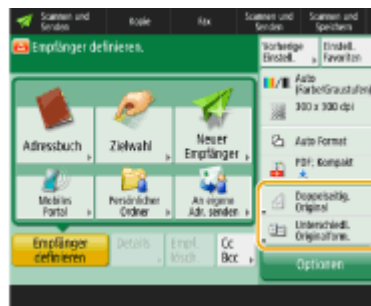 Scannen und
Senden
Kopie
Fax
Scannen und
Senden
Scannen und
Speichern
Empfänger definieren.
Vorherige
Einstell.
Einstell.
Favoriten
Auto
(Farbe/Graustufen)
300 x 300 dpi
Adressbuch
Zielwahl
Neuer
Empfänger
Auto Format
PDF; Kompakt
Mobiles
Portal
Persönlicher
Ordner
An eigene
Adr. senden
Doppelseitig.
Original
Unterschiedl.
Originalform.
Empfänger
definieren
Details
Empf.
lösch.
Cc
Bcc
Optionen